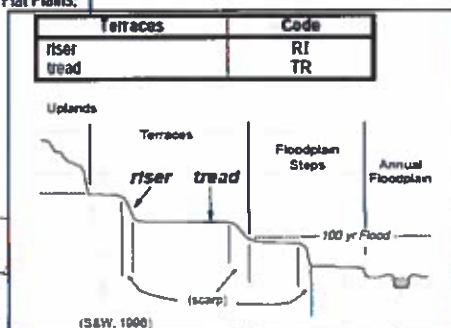 Flat Plains;
Terraces Code
riser RI
tread TR
Uplands
Terraces
riser tread
Floodplain
Steps
Annual
Floodplain
100 yr Flood
(scarp)
(S&W, 1996)